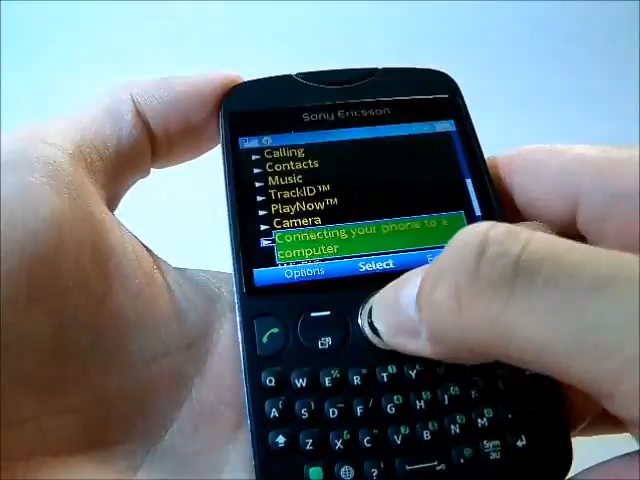 Sony Ericsson
Calling
Contacts
Music
TrackID™
PlayNow™
Camera
Connecting your phone to a
computer
Options Select
Q W E % R T Y
A S D F G H J
Z X C V B N M
Sym
?